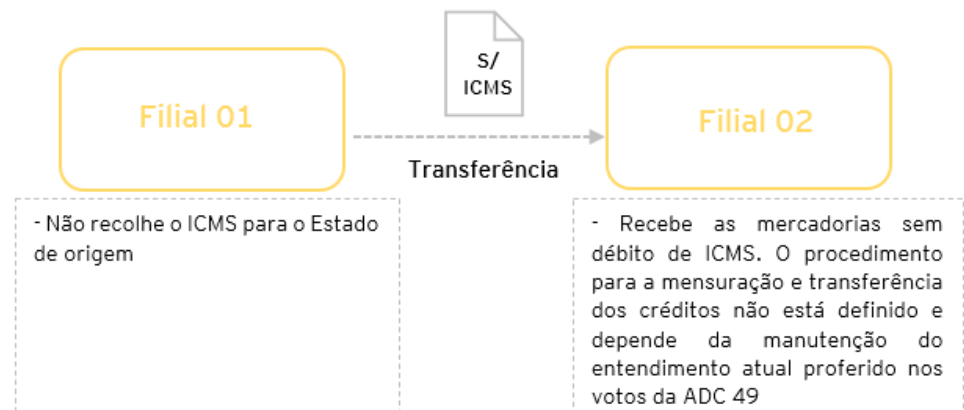 S/
ICMS
Filial 01
Filial 02
Transferência
- Não recolhe o ICMS para o Estado
de origem
- Recebe as mercadorias sem
débito de ICMS. O procedimento
para a mensuração e transferência
dos créditos não está definido e
depende da manutenção do
entendimento atual proferido nos
votos da ADC 49